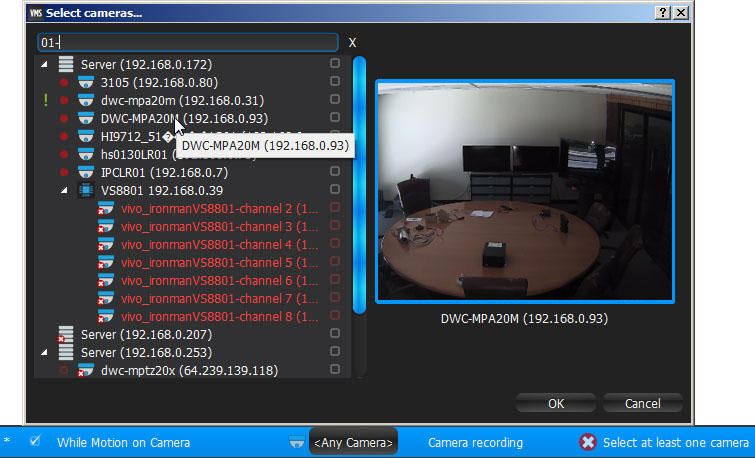 VMS Select cameras...
01-
X
Server (192.168.0.172)
3105 (192.168.0.80)
! dwc-mpa20m (192.168.0.31)
DWC-MPA20M (192.168.0.93)
HI9712_51�
DWC-MPA20M (192.168.0.93)
hs0130LR01
IPCLR01 (192.168.0.7)
VS8801 192.168.0.39
vivo_ironmanVS8801-channel 2 (1...
vivo_ironmanVS8801-channel 3 (1...
vivo_ironmanVS8801-channel 4 (1...
vivo_ironmanVS8801-channel 5 (1...
vivo_ironmanVS8801-channel 6 (1...
vivo_ironmanVS8801-channel 7 (1...
vivo_ironmanVS8801-channel 8 (1...
Server (192.168.0.207)
Server (192.168.0.253)
dwc-mptz20x (64.239.139.118)
DWC-MPA20M (192.168.0.93)
OK Cancel
* While Motion on Camera <Any Camera> Camera recording Select at least one camera